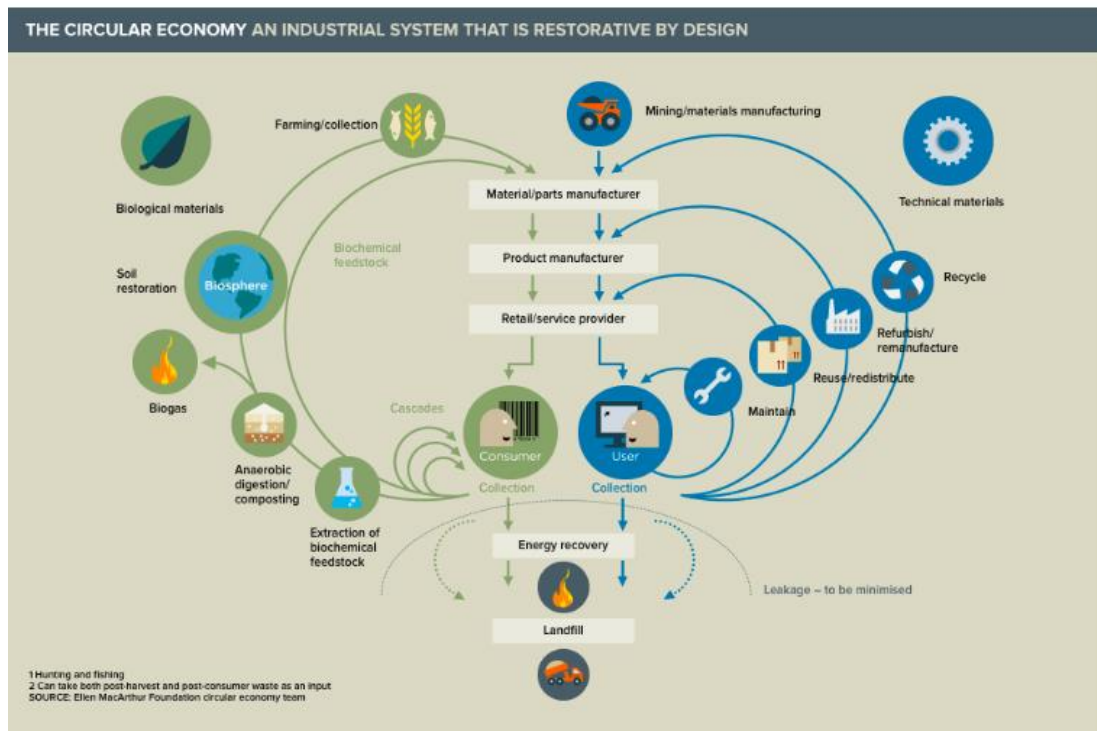 THE CIRCULAR ECONOMY AN INDUSTRIAL SYSTEM THAT IS RESTORATIVE BY DESIGN
Farming/collection
Mining/materials manufacturing
Biological materials
Technical materials
Material/parts manufacturer
Biochemical
feedstock
Product manufacturer
Soil
restoration
Biosphere
Recycle
Retail/service provider
Refurbish/
remanufacture
Reuse/redistribute
Biogas
Cascades
Maintain
Consumer
User
Anaerobic
digestion/
composting
Collection
Collection
Extraction of
biochemical
feedstock
Energy recovery
Leakage – to be minimised
Landfill
1 Hunting and fishing
2 Can take both post-harvest and post-consumer waste as an input
SOURCE: Ellen MacArthur Foundation circular economy team